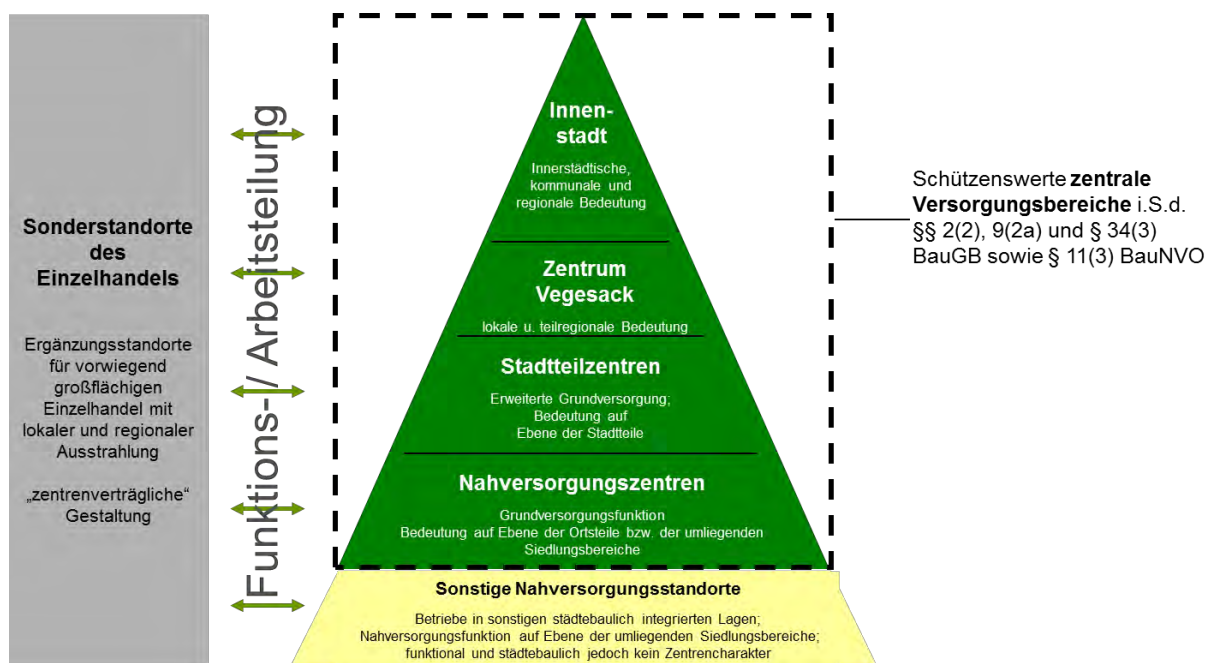 Sonderstandorte
des
Einzelhandels
Ergänzungsstandorte
für vorwiegend
großflächigen
Einzelhandel mit
lokaler und regionaler
Ausstrahlung
„zentrenverträgliche“
Gestaltung
Funktions-/ Arbeitsteilung
Innen-
stadt
Innerstädtische,
kommunale und
regionale Bedeutung
Zentrum
Vegesack
lokale u. teilregionale Bedeutung
Stadtteilzentren
Erweiterte Grundversorgung;
Bedeutung auf
Ebene der Stadtteile
Nahversorgungszentren
Grundversorgungsfunktion
Bedeutung auf Ebene der Ortsteile bzw. der umliegenden
Siedlungsbereiche
Sonstige Nahversorgungsstandorte
Betriebe in sonstigen städtebaulich integrierten Lagen;
Nahversorgungsfunktion auf Ebene der umliegenden Siedlungsbereiche;
funktional und städtebaulich jedoch kein Zentrencharakter
Schützenswerte zentrale
Versorgungsbereiche i.S.d.
§§ 2(2), 9(2a) und § 34(3)
BauGB sowie § 11(3) BauNVO